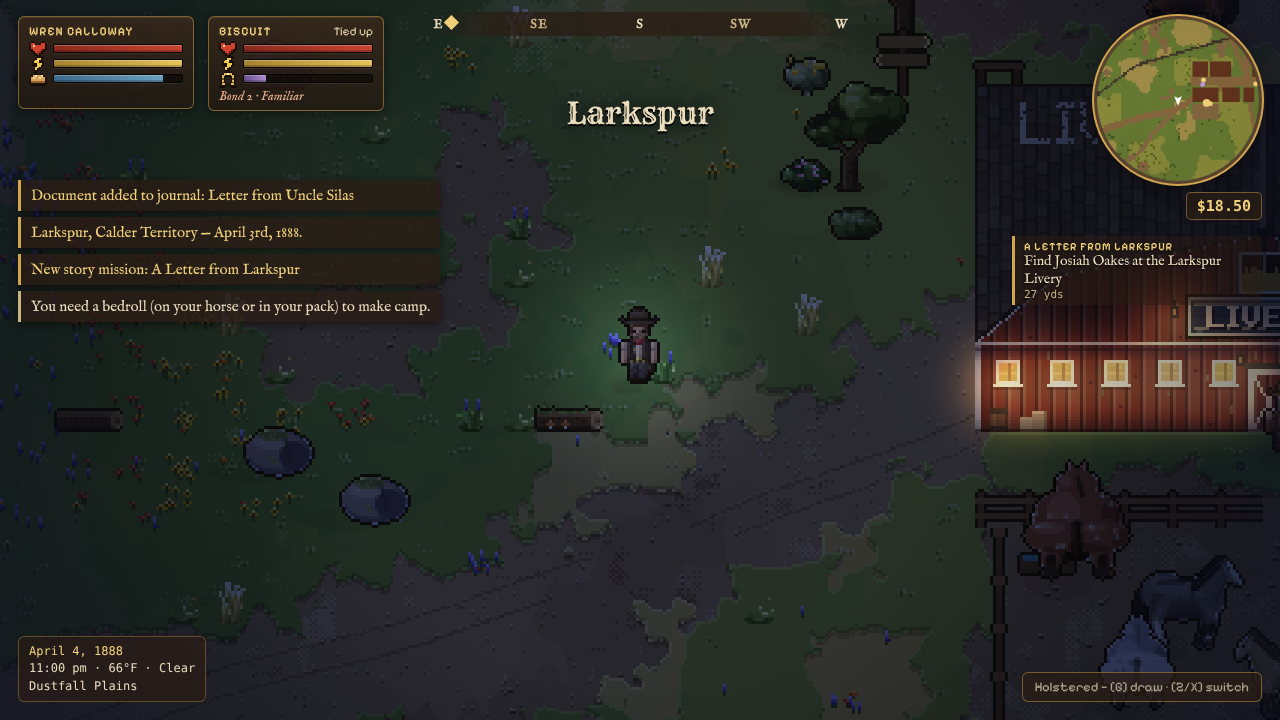 WREN CALLOWAY
BISCUIT
Tied up
Bond 2 · Familiar
E
SE
S
SW
W
Larkspur
Document added to journal: Letter from Uncle Silas
Larkspur, Calder Territory — April 3rd, 1888.
New story mission: A Letter from Larkspur
You need a bedroll (on your horse or in your pack) to make camp.
$18.50
A LETTER FROM LARKSPUR
Find Josiah Oakes at the Larkspur
Livery
27 yds
LIVE
April 4, 1888
11:00 pm · 66°F · Clear
Dustfall Plains
Holstered – (G) draw · (Z/X) switch